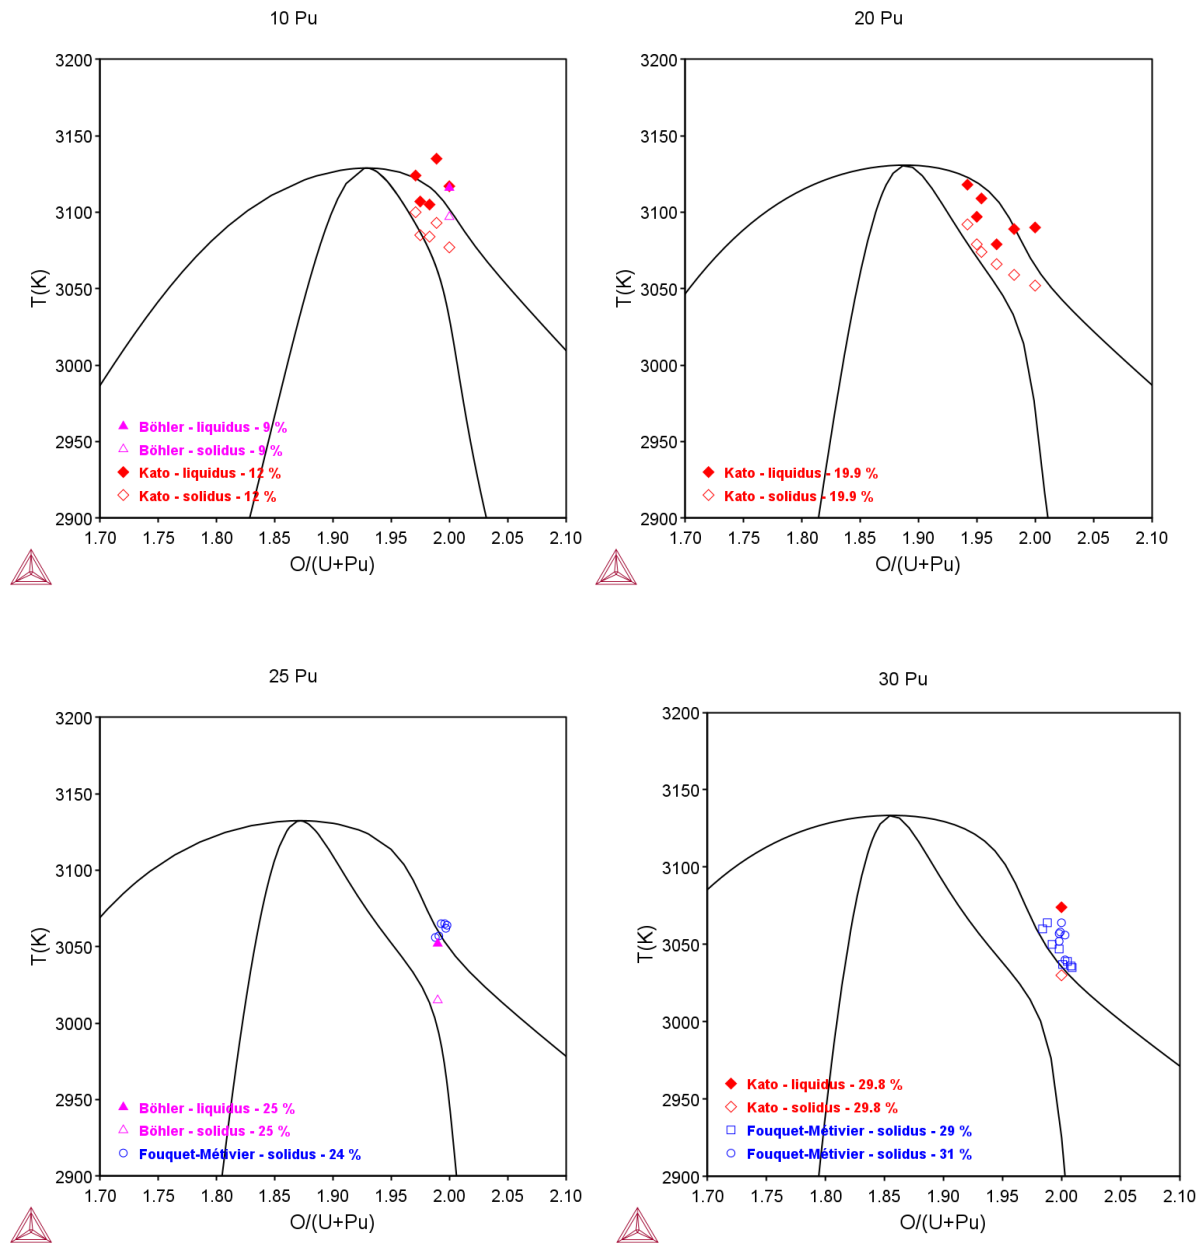 10 Pu
T(K)
3200
3150
3100
3050
3000
2950
2900
Böhler - liquidus - 9 %
Böhler - solidus - 9 %
Kato - liquidus - 12 %
Kato - solidus - 12 %
1.70 1.75 1.80 1.85 1.90 1.95 2.00 2.05 2.10
O/(U+Pu)
20 Pu
T(K)
3200
3150
3100
3050
3000
2950
2900
Kato - liquidus - 19.9 %
Kato - solidus - 19.9 %
1.70 1.75 1.80 1.85 1.90 1.95 2.00 2.05 2.10
O/(U+Pu)
25 Pu
T(K)
3200
3150
3100
3050
3000
2950
2900
Böhler - liquidus - 25 %
Böhler - solidus - 25 %
Fouquet-Métivier - solidus - 24 %
1.70 1.75 1.80 1.85 1.90 1.95 2.00 2.05 2.10
O/(U+Pu)
30 Pu
T(K)
3200
3150
3100
3050
3000
2950
2900
Kato - liquidus - 29.8 %
Kato - solidus - 29.8 %
Fouquet-Métivier - solidus - 29 %
Fouquet-Métivier - solidus - 31 %
1.70 1.75 1.80 1.85 1.90 1.95 2.00 2.05 2.10
O/(U+Pu)